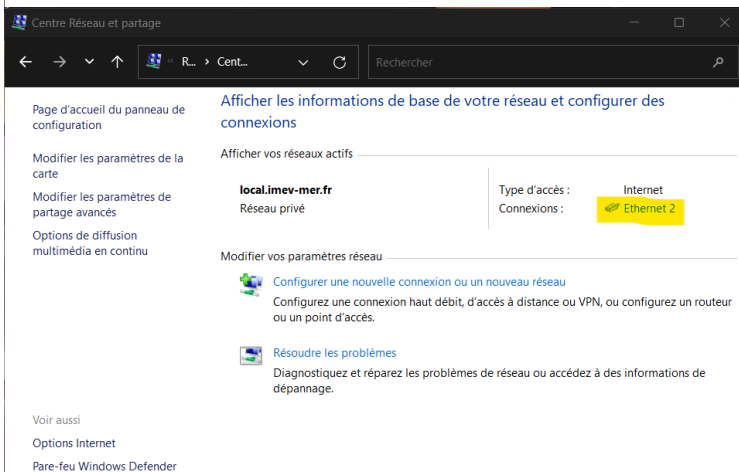 Centre Réseau et partage
« R... > Cent...
Rechercher
Page d'accueil du panneau de
configuration
Modifier les paramètres de la
carte
Modifier les paramètres de
partage avancés
Options de diffusion
multimédia en continu
Voir aussi
Options Internet
Pare-feu Windows Defender
Afficher les informations de base de votre réseau et configurer des
connexions
Afficher vos réseaux actifs
local.imev-mer.fr
Réseau privé
Type d'accès : Internet
Connexions : Ethernet 2
Modifier vos paramètres réseau
Configurer une nouvelle connexion ou un nouveau réseau
Configurez une connexion haut débit, d'accès à distance ou VPN, ou configurez un routeur
ou un point d'accès.
Résoudre les problèmes
Diagnostiquez et réparez les problèmes de réseau ou accédez à des informations de
dépannage.